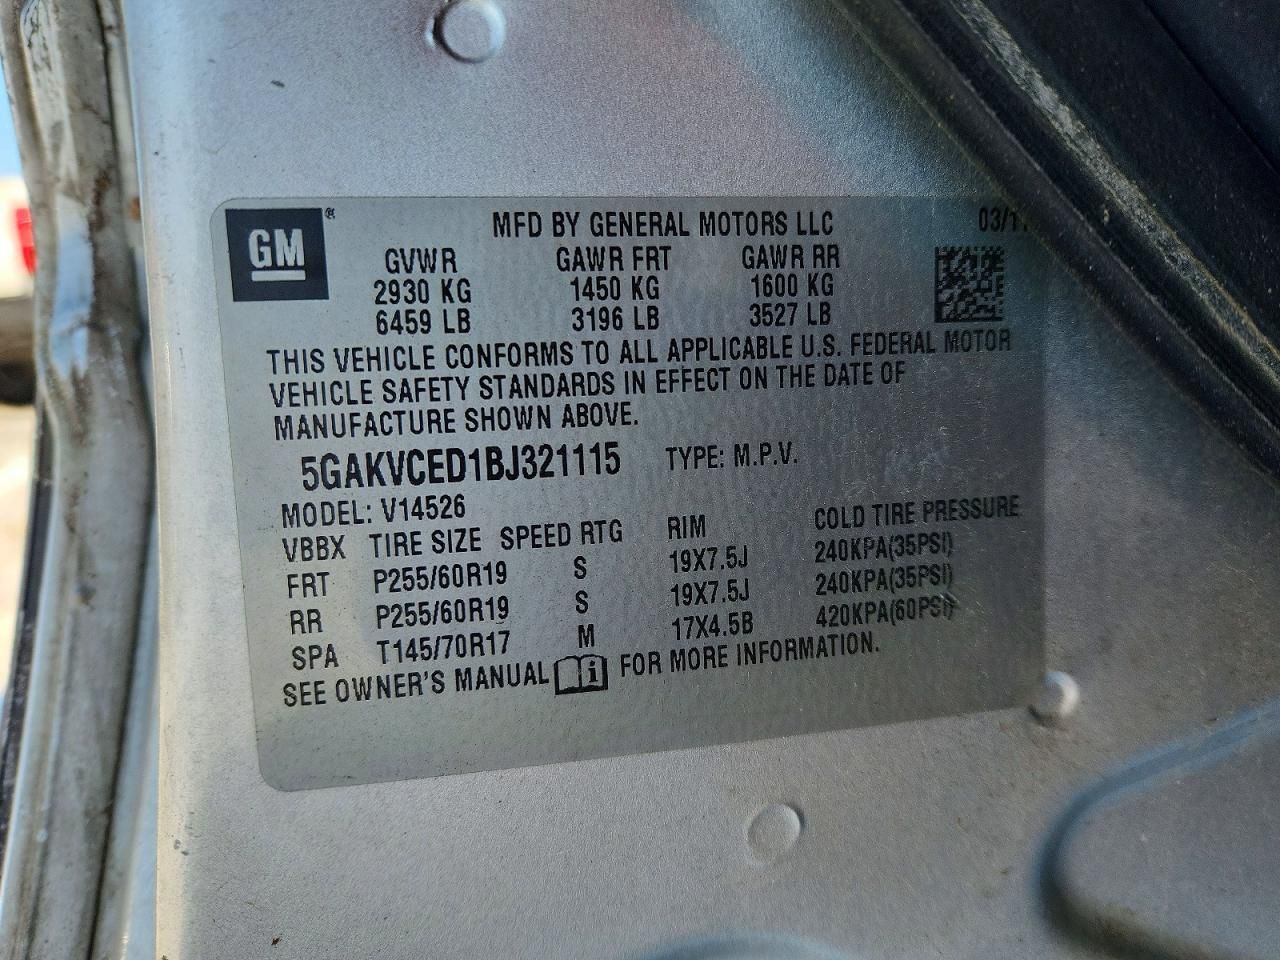 GM ®
MFD BY GENERAL MOTORS LLC 03/11
GVWR GAWR FRT GAWR RR
2930 KG 1450 KG 1600 KG
6459 LB 3196 LB 3527 LB
THIS VEHICLE CONFORMS TO ALL APPLICABLE U.S. FEDERAL MOTOR
VEHICLE SAFETY STANDARDS IN EFFECT ON THE DATE OF
MANUFACTURE SHOWN ABOVE.
5GAKVCED1BJ321115 TYPE: M.P.V.
MODEL: V14526
VBBX TIRE SIZE SPEED RTG RIM COLD TIRE PRESSURE
FRT P255/60R19 S 19X7.5J 240KPA(35PSI)
RR P255/60R19 S 19X7.5J 240KPA(35PSI)
SPA T145/70R17 M 17X4.5B 420KPA(60PSI)
SEE OWNER'S MANUAL FOR MORE INFORMATION.